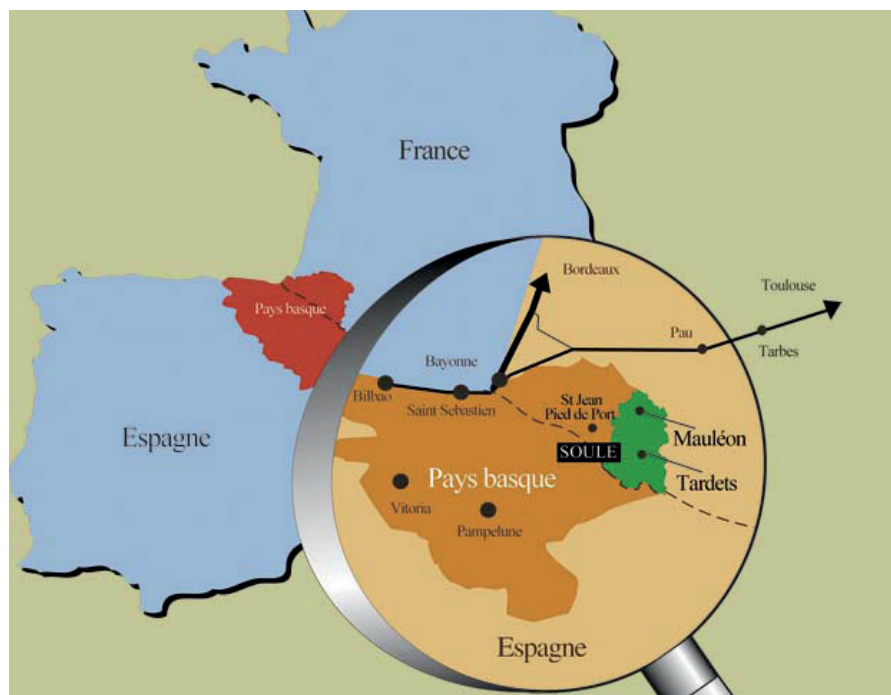 France
Pays basque
Espagne
Bordeaux
Toulouse
Pau
Tarbes
Bayonne
Bilbao
Saint Sebastien
St Jean
Pied de Port
Mauléon
SOULE
Tardets
Pays basque
Vitoria
Pampelune
Espagne